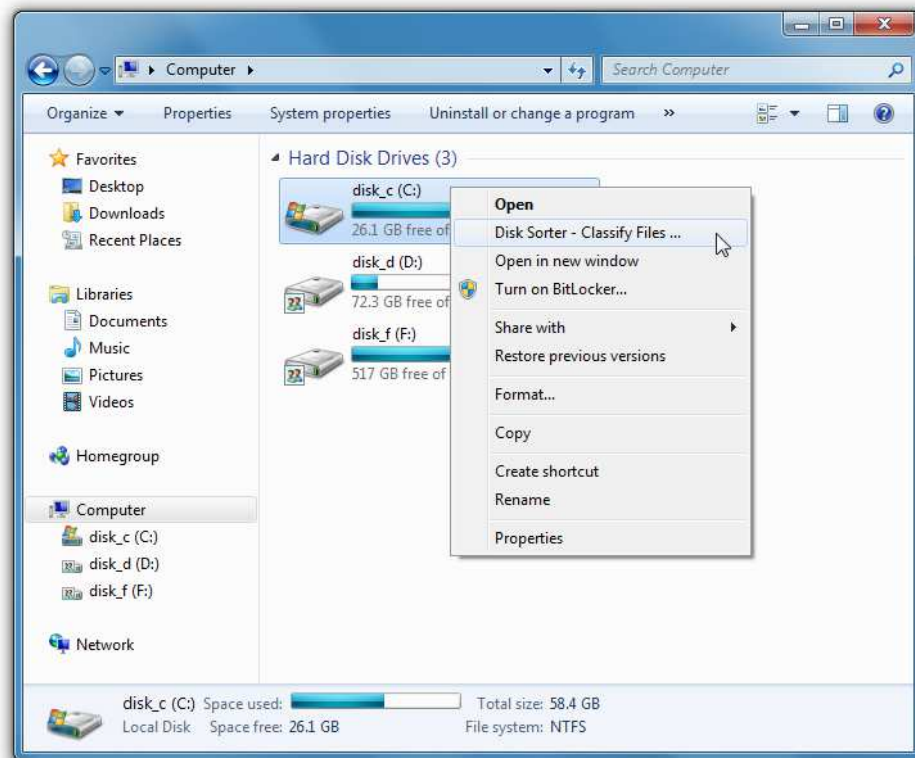 Computer
Search Computer
Organize Properties System properties Uninstall or change a program »
Favorites
Desktop
Downloads
Recent Places
Libraries
Documents
Music
Pictures
Videos
Homegroup
Computer
disk_c (C:)
disk_d (D:)
disk_f (F:)
Network
Hard Disk Drives (3)
disk_c (C:)
26.1 GB free of
disk_d (D:)
72.3 GB free of
disk_f (F:)
517 GB free of
Open
Disk Sorter - Classify Files ...
Open in new window
Turn on BitLocker...
Share with
Restore previous versions
Format...
Copy
Create shortcut
Rename
Properties
disk_c (C:) Space used: Total size: 58.4 GB
Local Disk Space free: 26.1 GB File system: NTFS